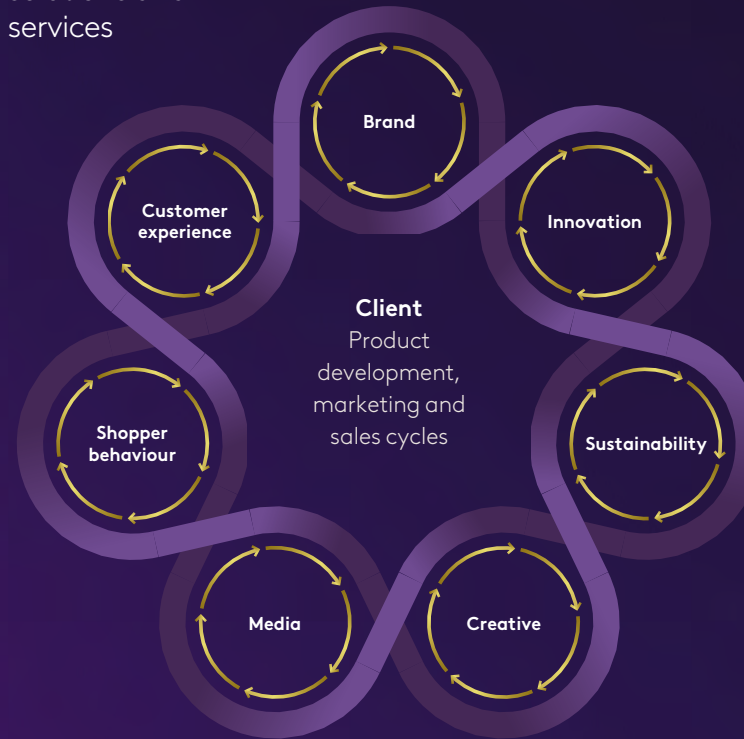 services
Brand
Customer
experience
Innovation
Client
Product
development,
marketing and
sales cycles
Shopper
behaviour
Sustainability
Media
Creative